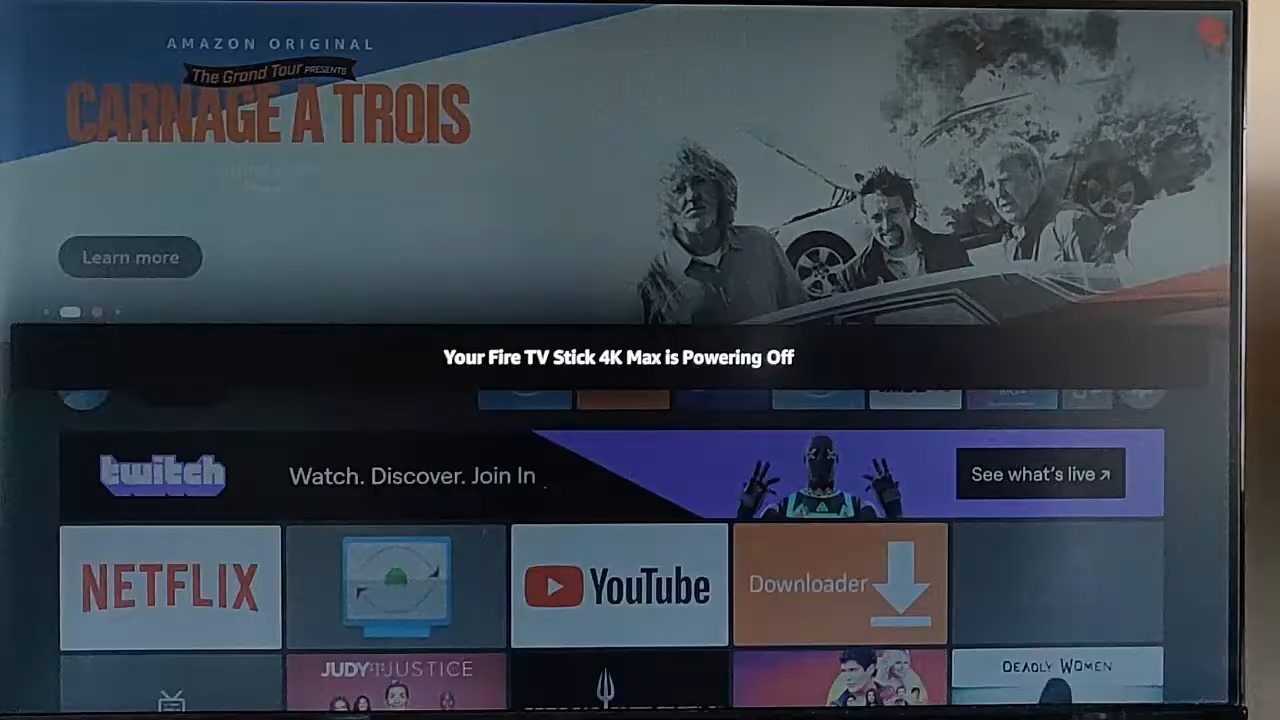 AMAZON ORIGINAL
The Grand Tour PRESENTS
CARNAGE A TROIS
Learn more
Your Fire TV Stick 4K Max is Powering Off
twitch
Watch. Discover. Join In
See what's live
NETFLIX
YouTube
Downloader
JUDY JUSTICE
DEADLY WOMEN